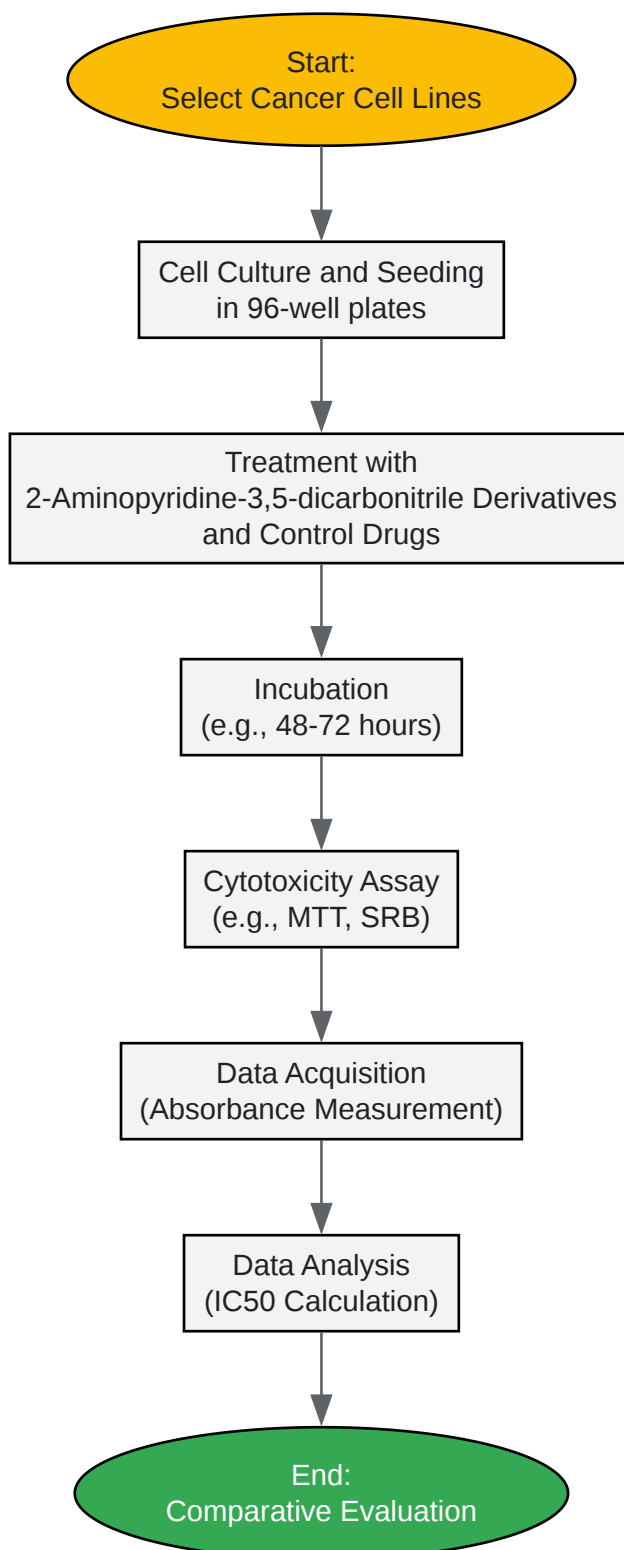 Start:
Select Cancer Cell Lines
Cell Culture and Seeding
in 96-well plates
Treatment with
2-Aminopyridine-3,5-dicarbonitrile Derivatives
and Control Drugs
Incubation
(e.g., 48-72 hours)
Cytotoxicity Assay
(e.g., MTT, SRB)
Data Acquisition
(Absorbance Measurement)
Data Analysis
(IC50 Calculation)
End:
Comparative Evaluation